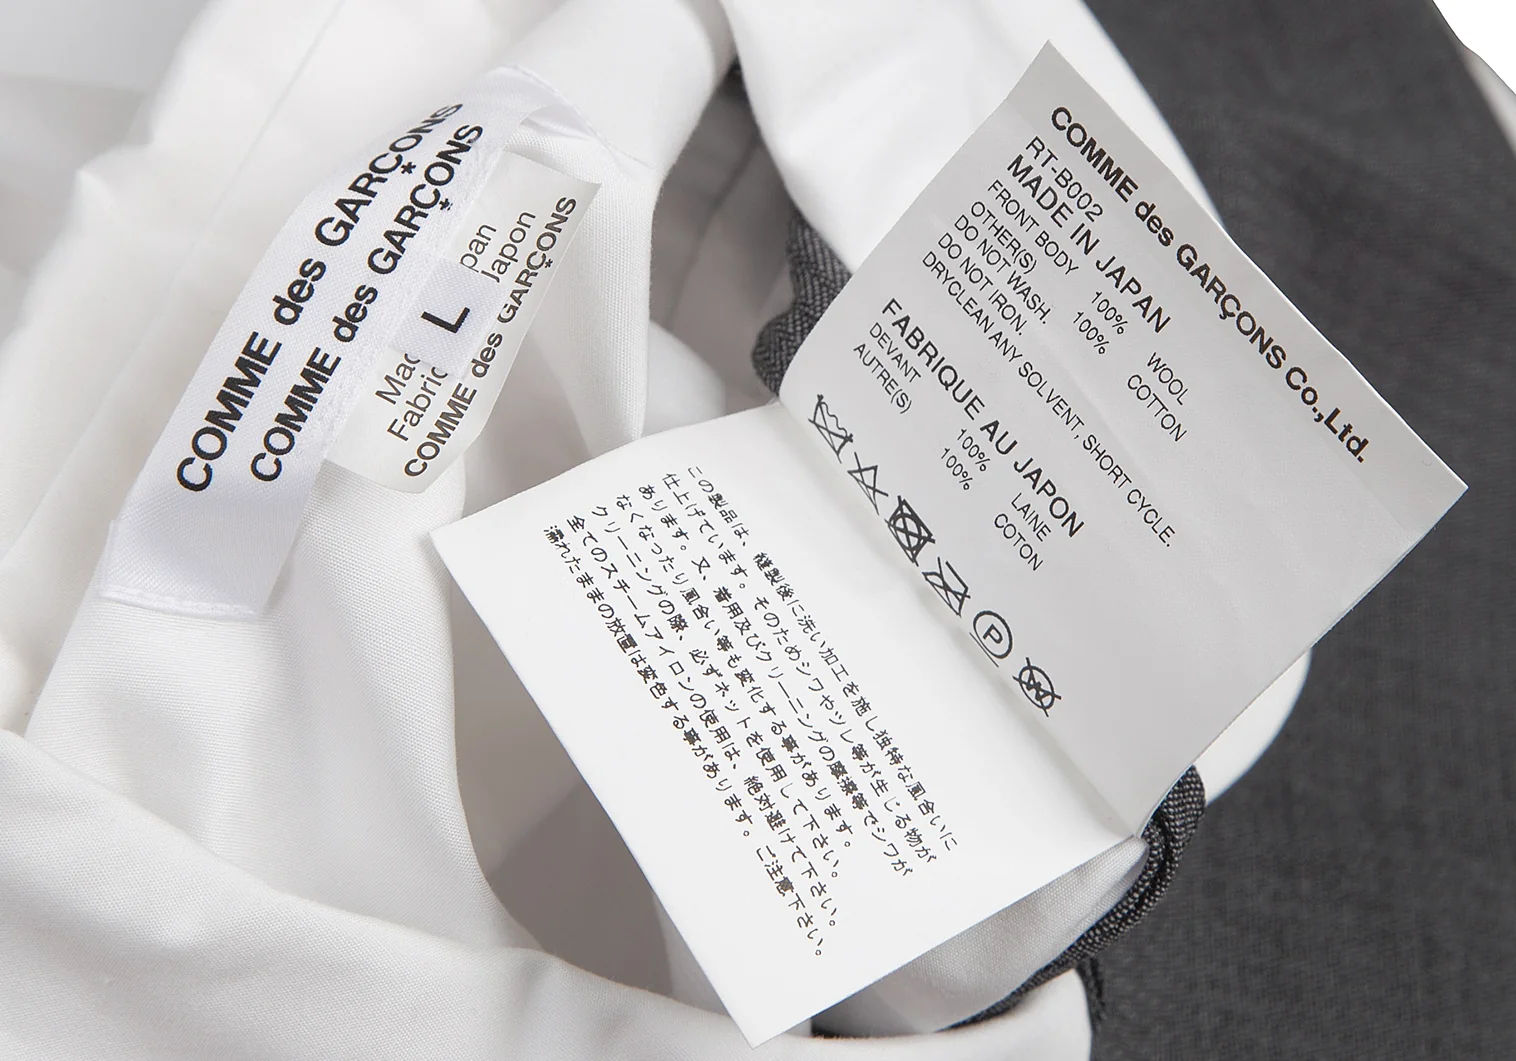 COMME des GARÇONS
COMME des GARÇONS
pan
Japon
L
Mad
Fabric
COMME des GARÇONS
COMME des GARÇONS Co.,Ltd.
RT-B002
MADE IN JAPAN
FRONT BODY 100% WOOL
OTHER(S) 100% COTTON
DO NOT WASH.
DO NOT IRON.
DRYCLEAN ANY SOLVENT, SHORT CYCLE.
FABRIQUE AU JAPON
DEVANT 100% LAINE
AUTRE(S) 100% COTON
P
W
この製品は、縫製後に洗い加工を施し独特な風合いに
仕上げています。そのためシワやツレ等が生じる物が
あります。又、着用及びクリーニングの摩擦等でシワが
なくなったり風合い等も変化する事があります。
クリーニングの際、必ずネットを使用して下さい。
全てのスチームアイロンの使用は、絶対避けて下さい。
濡れたままの放置は変色する事があります。ご注意下さい。